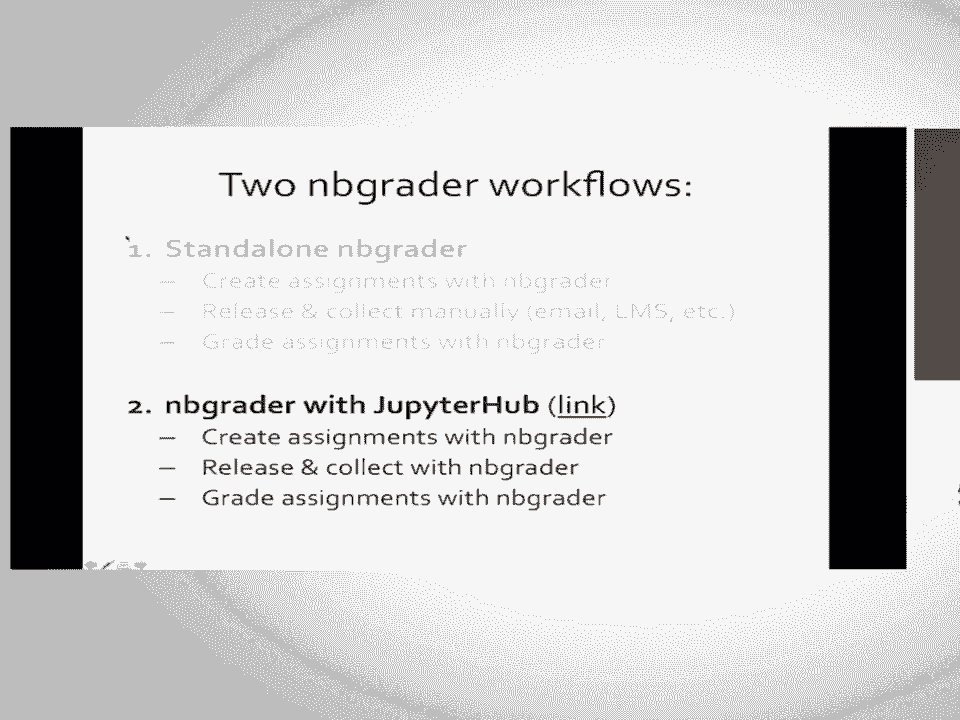 Two nbgrader workflows:
1. Standalone nbgrader
– Create assignments with nbgrader
– Release & collect manually (email, LMS, etc.)
– Grade assignments with nbgrader
2. nbgrader with JupyterHub (link)
– Create assignments with nbgrader
– Release & collect with nbgrader
– Grade assignments with nbgrader